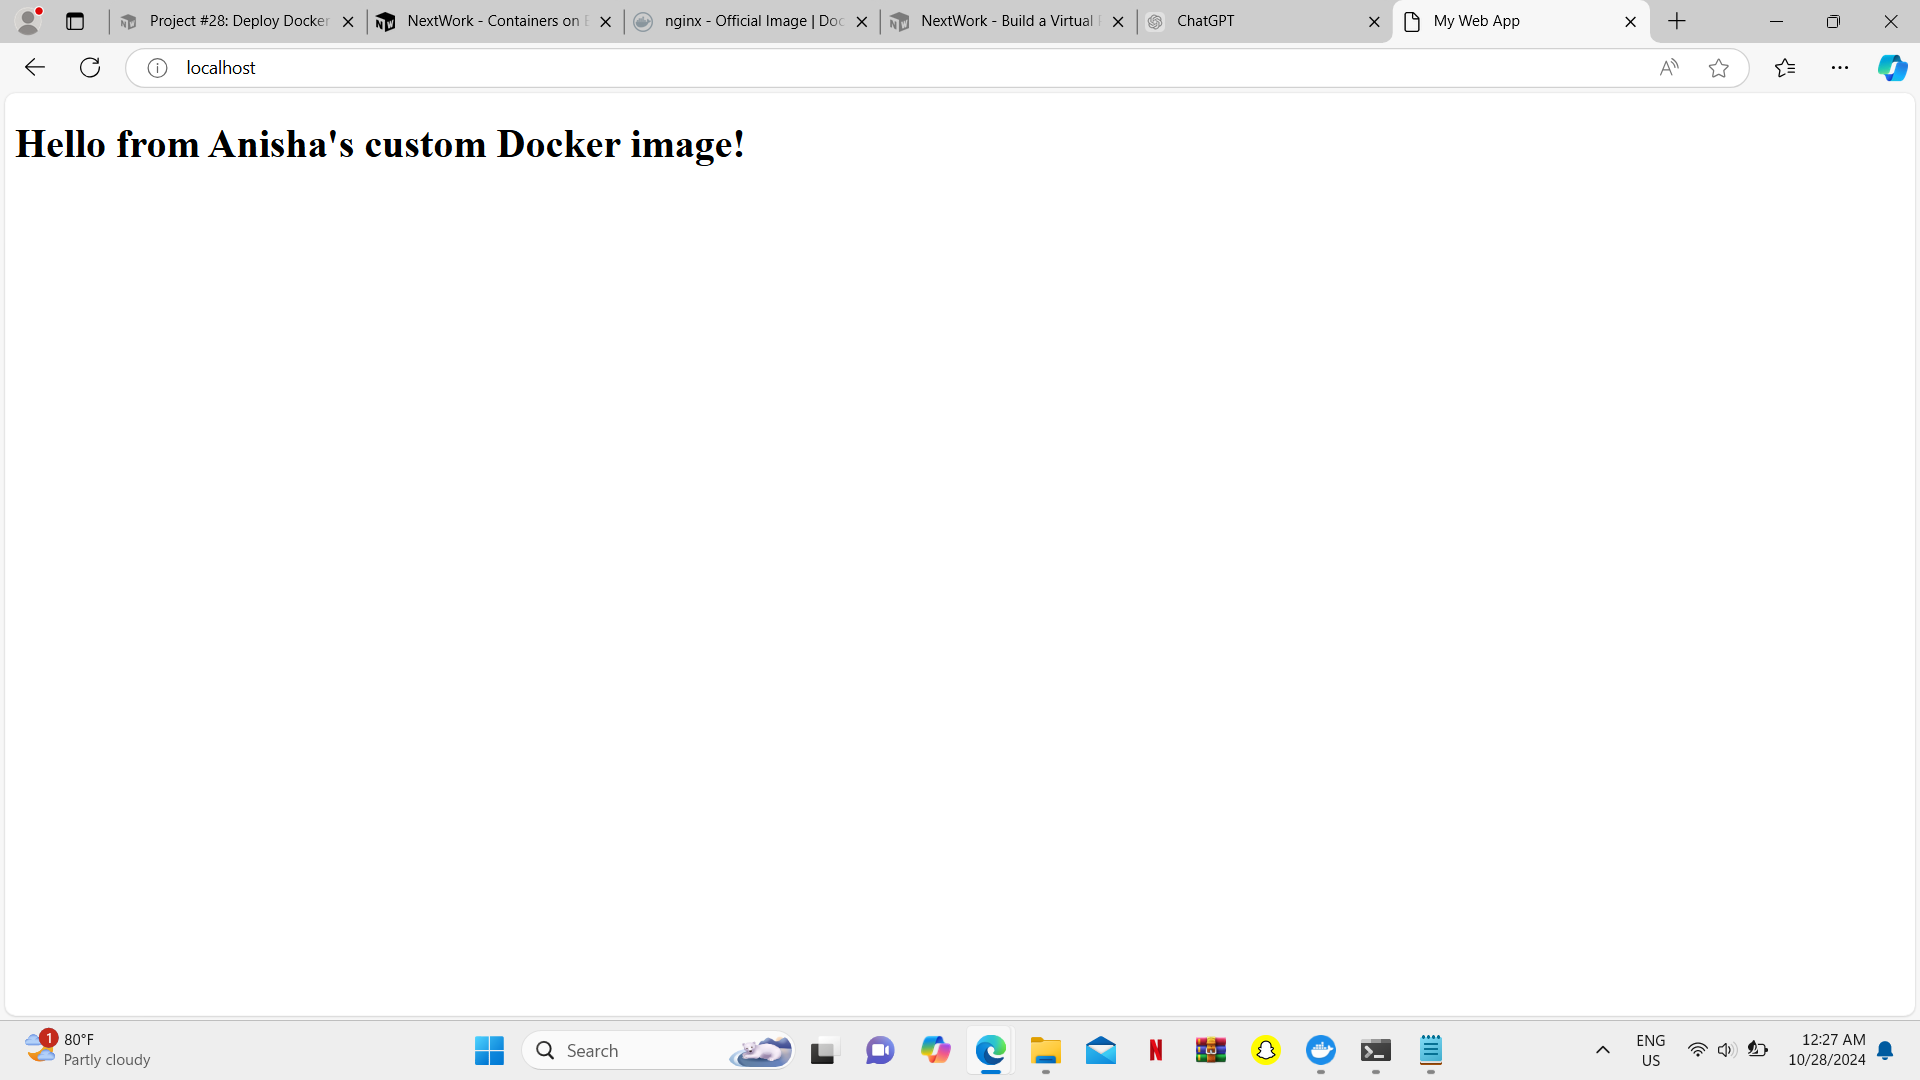 Project #28: Deploy Docker
NextWork - Containers on E
nginx - Official Image | Doc
NextWork - Build a Virtual
ChatGPT
My Web App
localhost
Hello from Anisha's custom Docker image!
1
80°F
Partly cloudy
Search
N
ENG
US
12:27 AM
10/28/2024